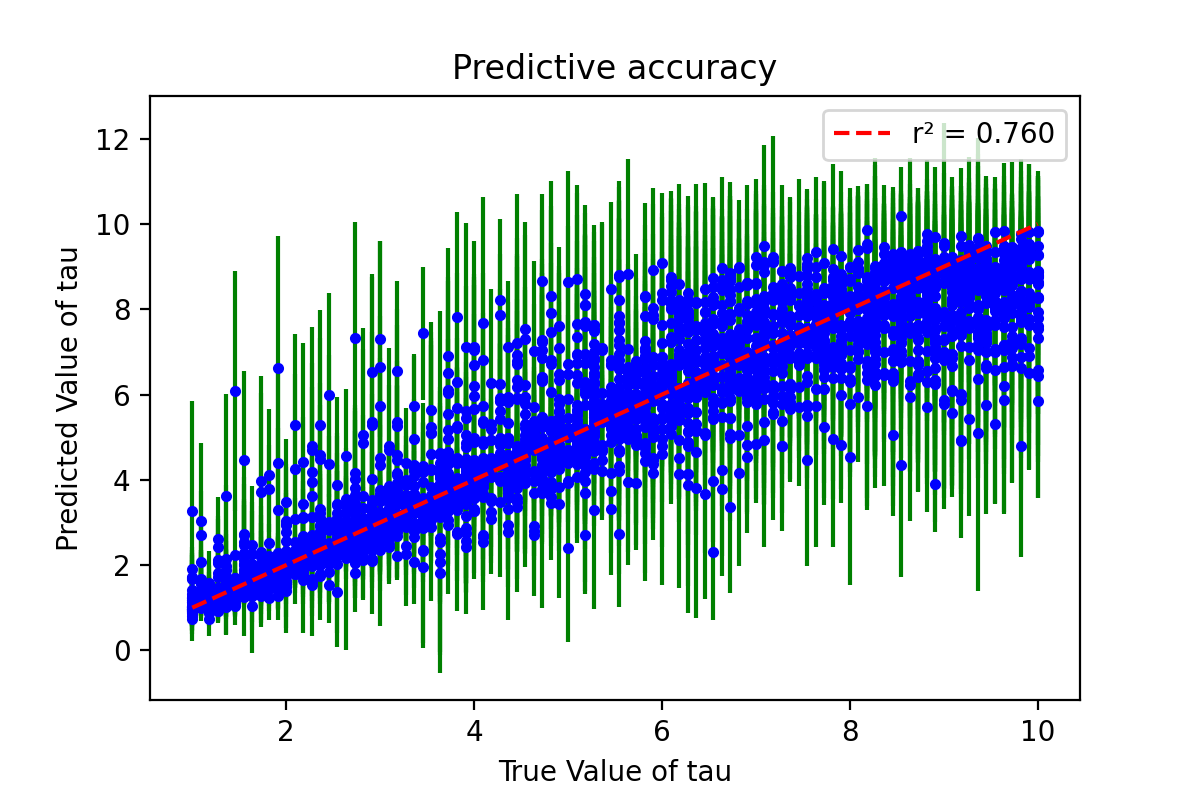 Predictive accuracy
r² = 0.760
12
10
8
6
4
2
0
Predicted Value of tau
2 4 6 8 10
True Value of tau